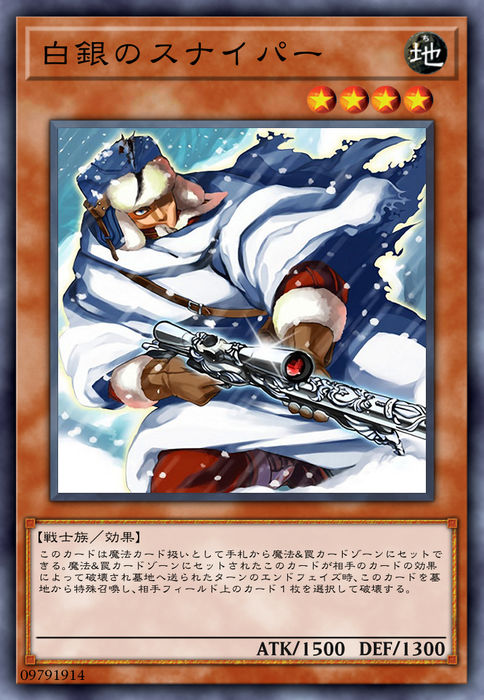 白銀のスナイパー
ち
地
【戦士族／効果】
このカードは魔法カード扱いとして手札から魔法&罠カードゾーンにセットで
きる。魔法&罠カードゾーンにセットされたこのカードが相手のカードの効果
によって破壊され墓地へ送られたターンのエンドフェイズ時、このカードを墓
地から特殊召喚し、相手フィールド上のカード１枚を選択して破壊する。
ATK/1500 DEF/1300
09791914